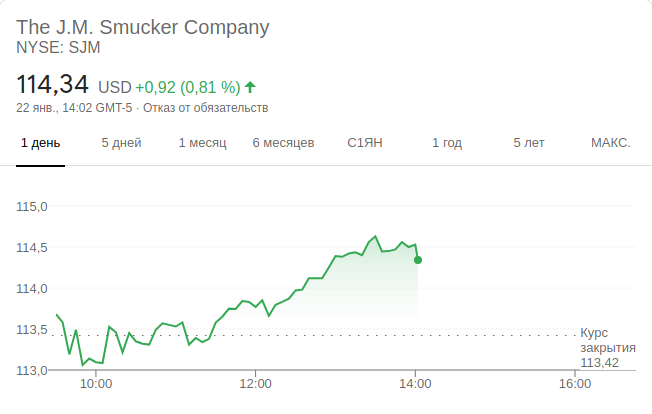 The J.M. Smucker Company
NYSE: SJM
114,34 USD +0,92 (0,81 %)
22 янв., 14:02 GMT-5 · Отказ от обязательств
1 день 5 дней 1 месяц 6 месяцев С1ЯН 1 год 5 лет МАКС.
115,0
114,5
114,0
113,5
113,0
Курс
закрытия
113,42
10:00 12:00 14:00 16:00